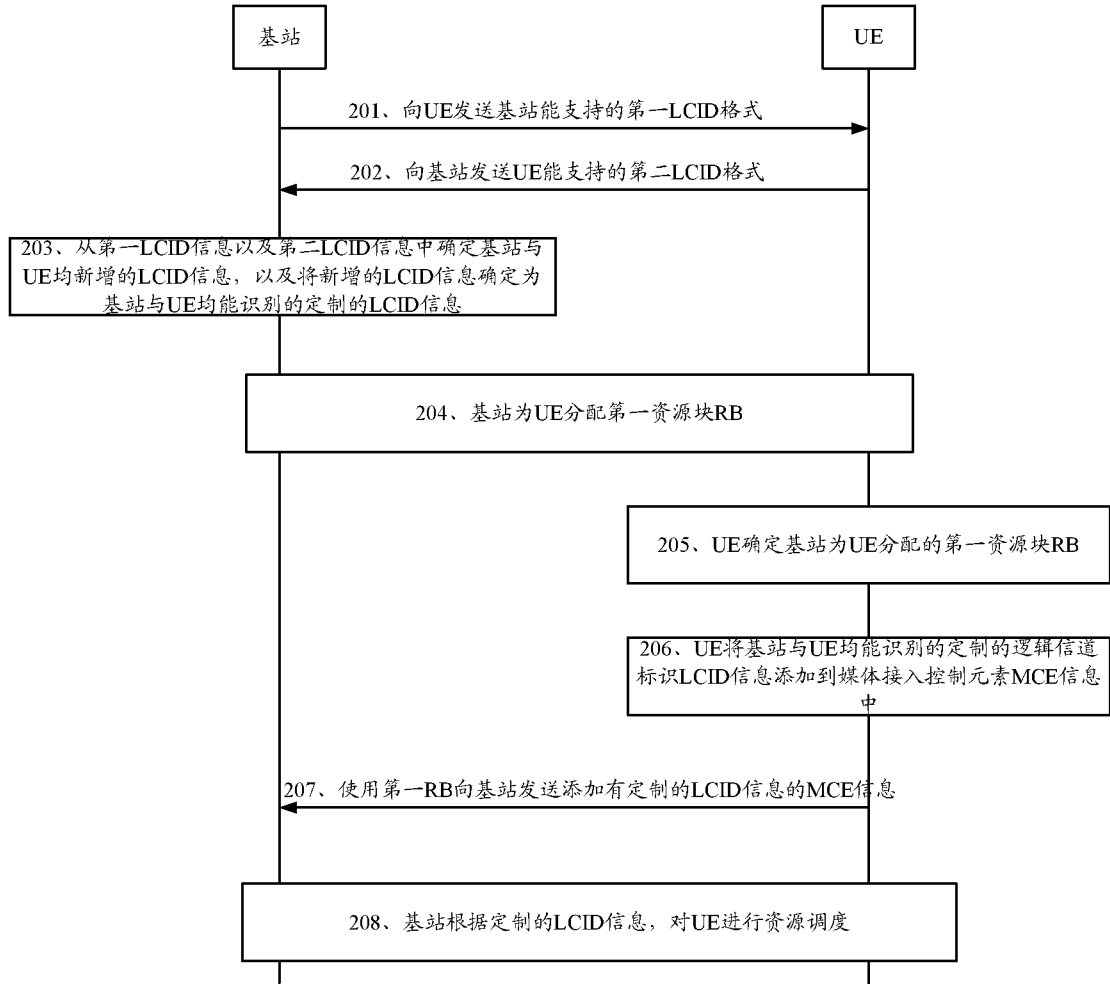 基站
UE
201、向UE发送基站能支持的第一LCID格式
202、向基站发送UE能支持的第二LCID格式
203、从第一LCID信息以及第二LCID信息中确定基站与
UE均新增的LCID信息，以及将新增的LCID信息确定为
基站与UE均能识别的定制的LCID信息
204、基站为UE分配第一资源块RB
205、UE确定基站为UE分配的第一资源块RB
206、UE将基站与UE均能识别的定制的逻辑信道
标识LCID信息添加到媒体接入控制元素MCE信息
中
207、使用第一RB向基站发送添加有定制的LCID信息的MCE信息
208、基站根据定制的LCID信息，对UE进行资源调度